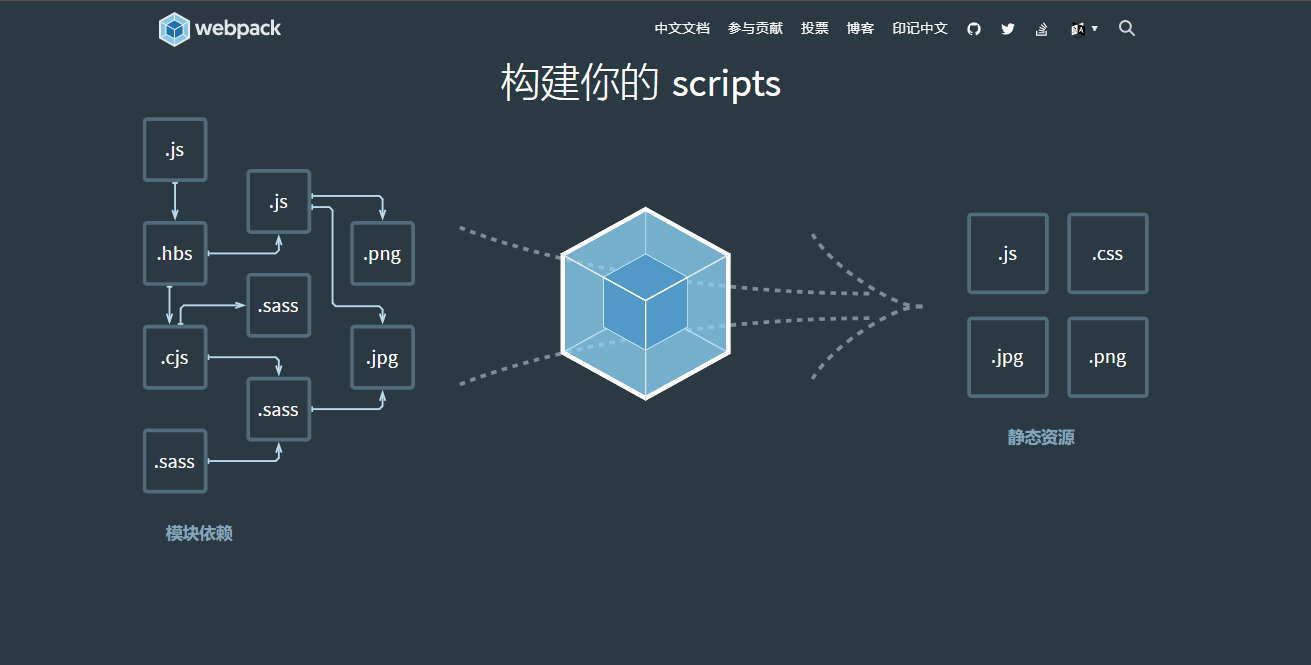 webpack
中文文档 参与贡献 投票 博客 印记中文
构建你的 scripts
.js
.js
.hbs
.png
.sass
.cjs
.jpg
.sass
.sass
模块依赖
.js
.css
.jpg
.png
静态资源